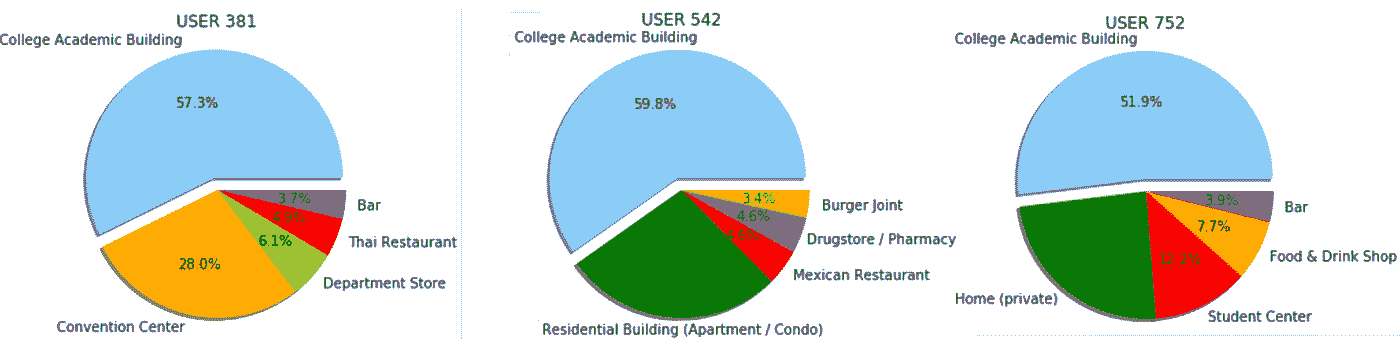 USER 381
College Academic Building
57.3%
3.7%
Bar
Thai Restaurant
6.1%
28.0%
Department Store
Convention Center
USER 542
College Academic Building
59.8%
3.4%
Burger Joint
4.6%
Drugstore / Pharmacy
Mexican Restaurant
Residential Building (Apartment / Condo)
USER 752
College Academic Building
51.9%
3.9%
Bar
7.7%
Food & Drink Shop
Home (private)
Student Center